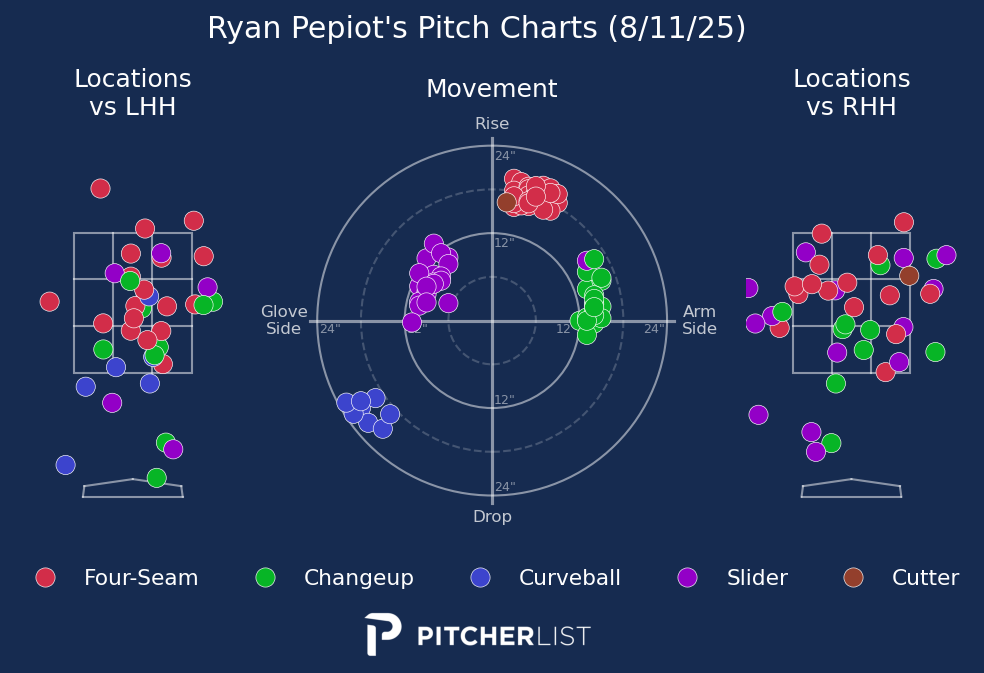 Ryan Pepiot's Pitch Charts (8/11/25)
Locations
vs LHH
Movement
Locations
vs RHH
Rise
24"
12"
Glove
Side
24"
"
12
24"
Arm
Side
12"
24"
Drop
Four-Seam
Changeup
Curveball
Slider
Cutter
PITCHERLIST